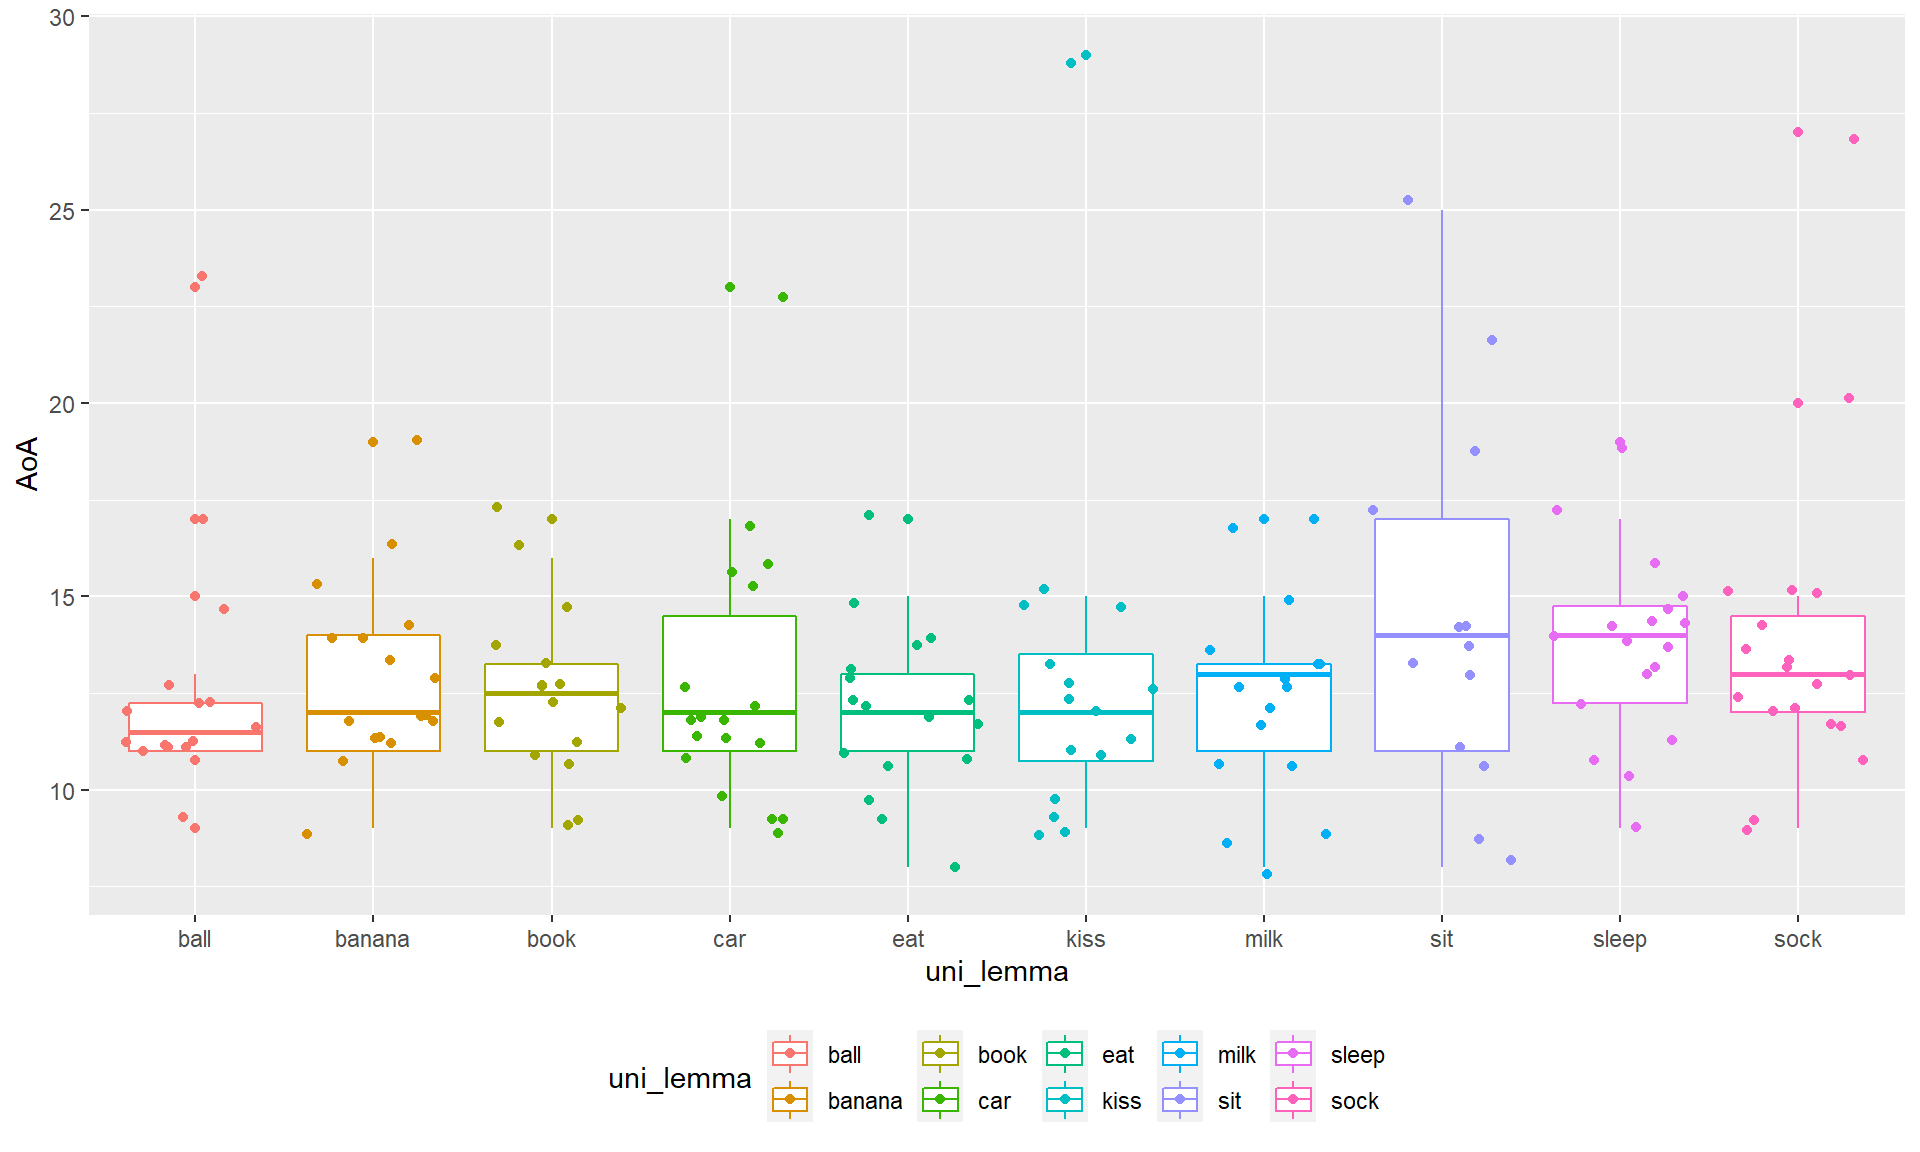 30
25
20
15
10
AoA
ball banana book car eat kiss milk sit sleep sock
uni_lemma
uni_lemma
ball book eat milk sleep
banana car kiss sit sock